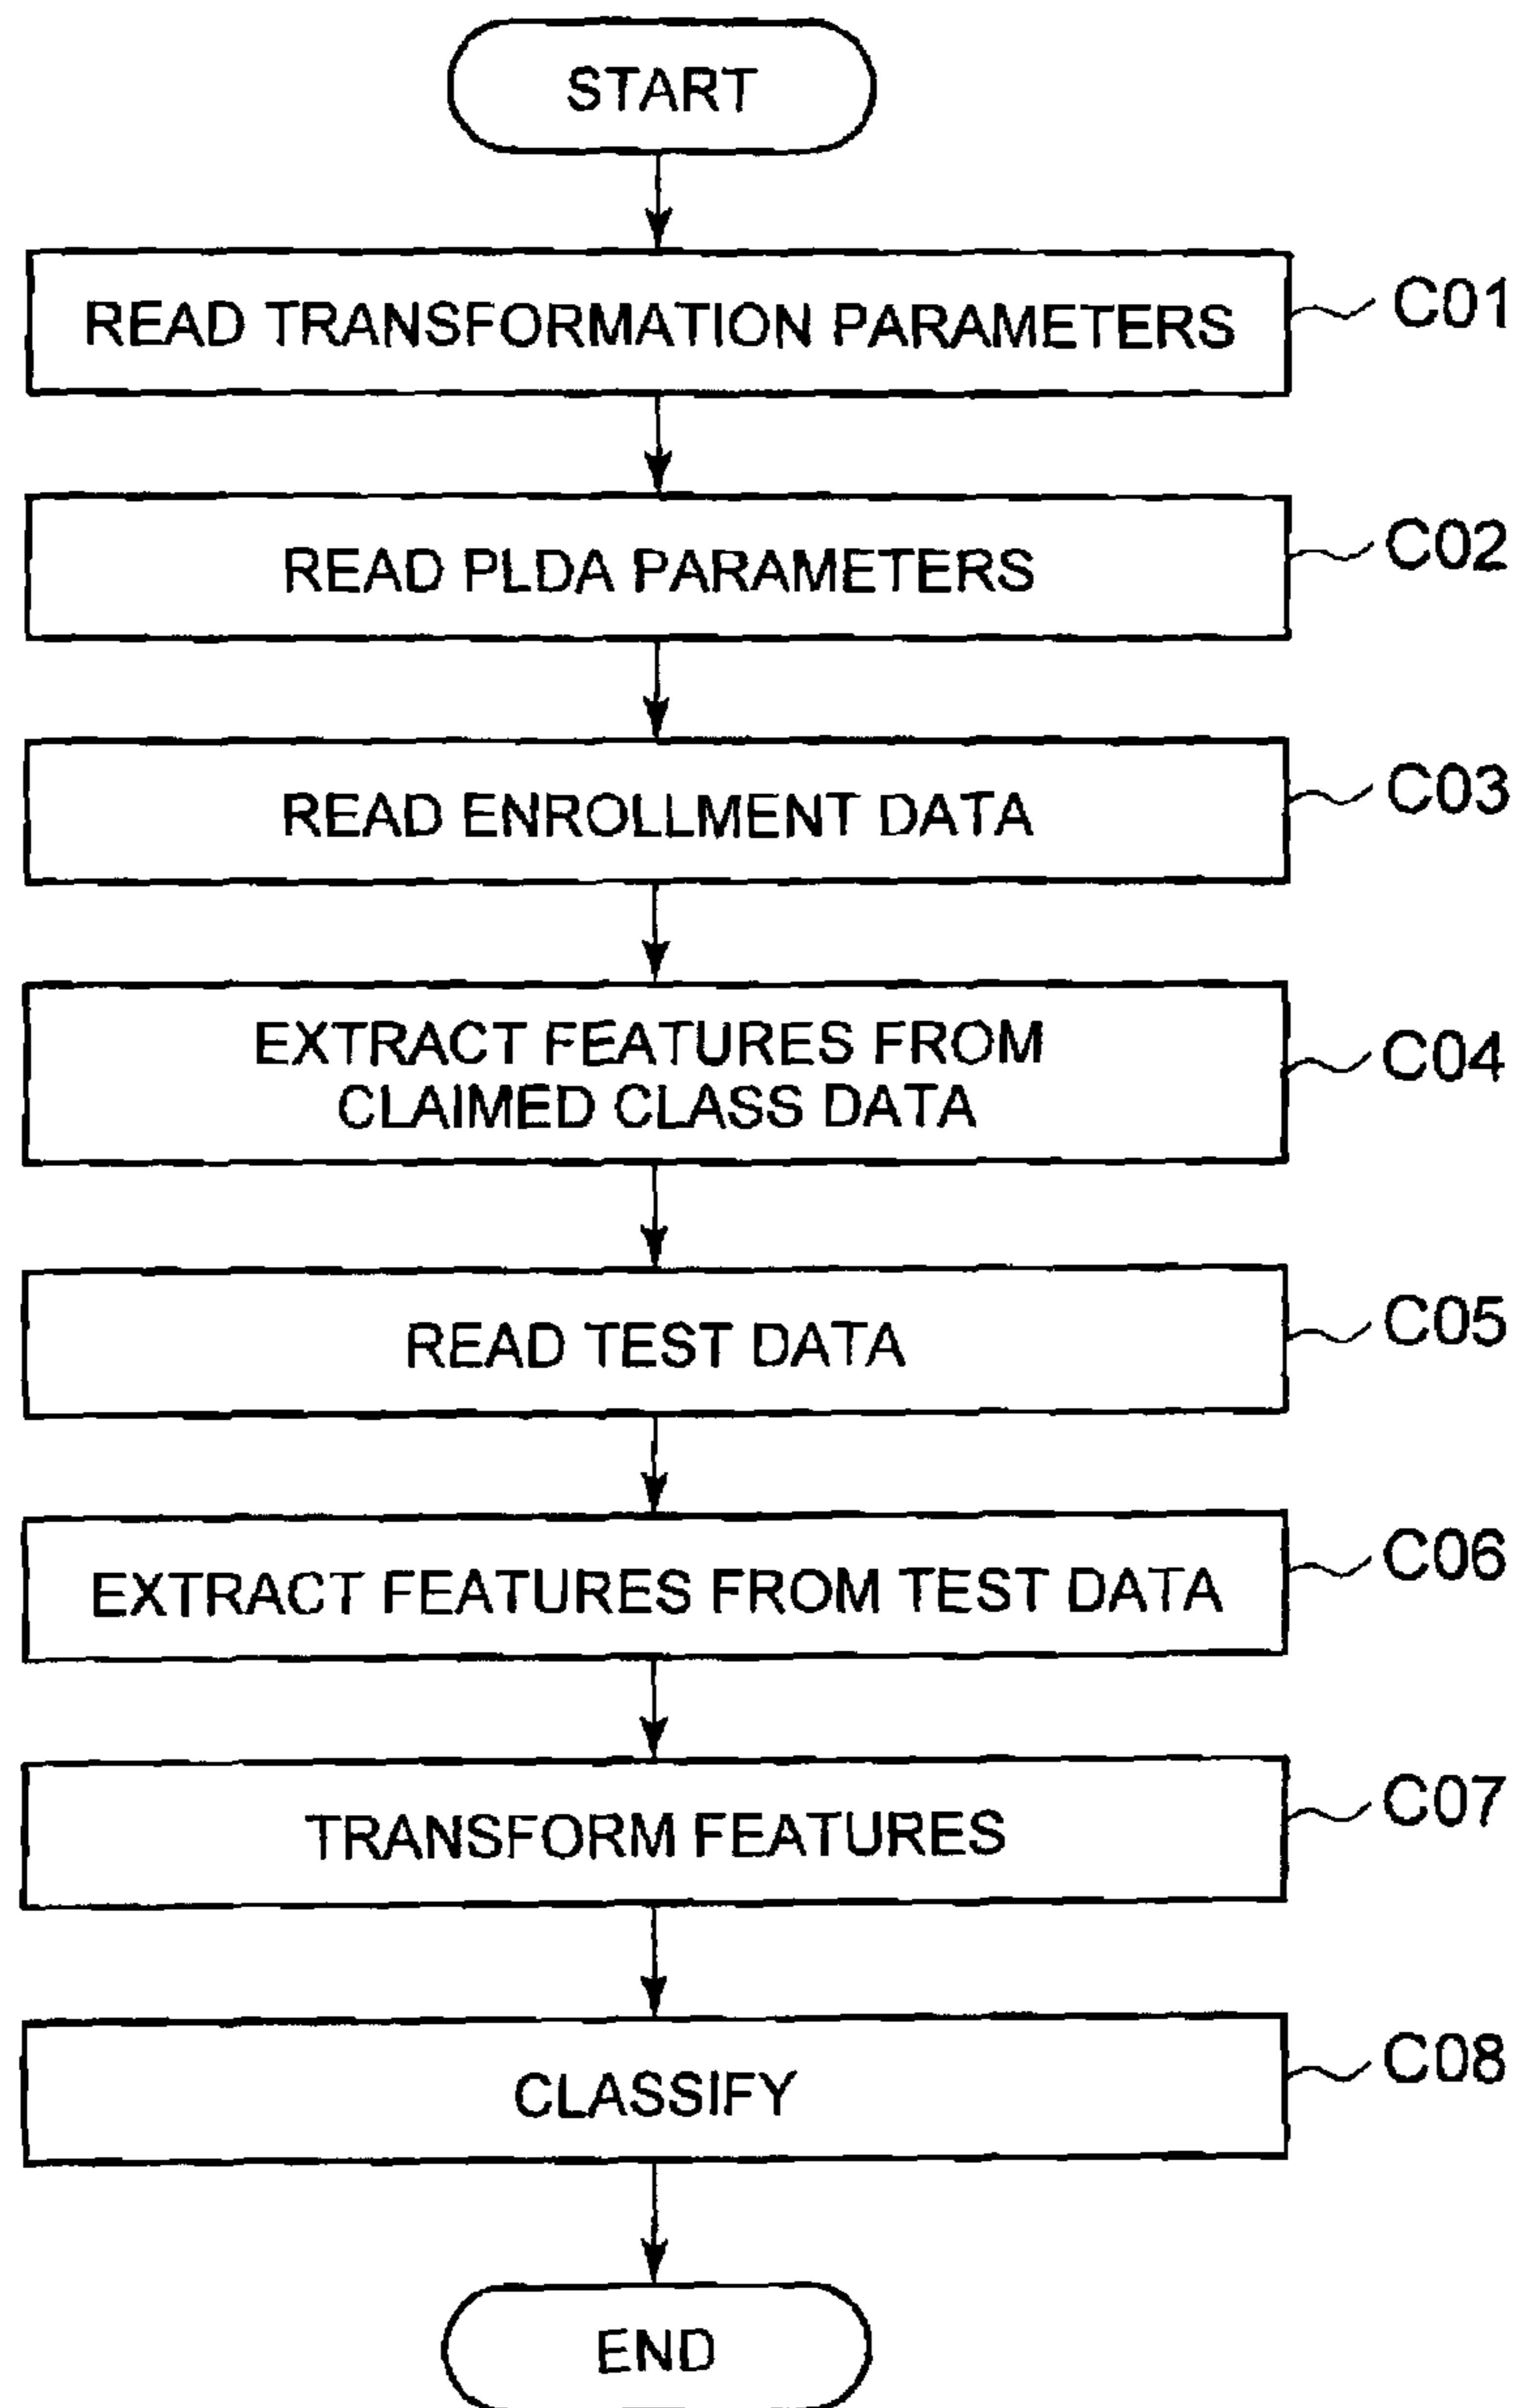 START
READ TRANSFORMATION PARAMETERS C01
READ PLDA PARAMETERS C02
READ ENROLLMENT DATA C03
EXTRACT FEATURES FROM
CLAIMED CLASS DATA C04
READ TEST DATA C05
EXTRACT FEATURES FROM TEST DATA C06
TRANSFORM FEATURES C07
CLASSIFY C08
END